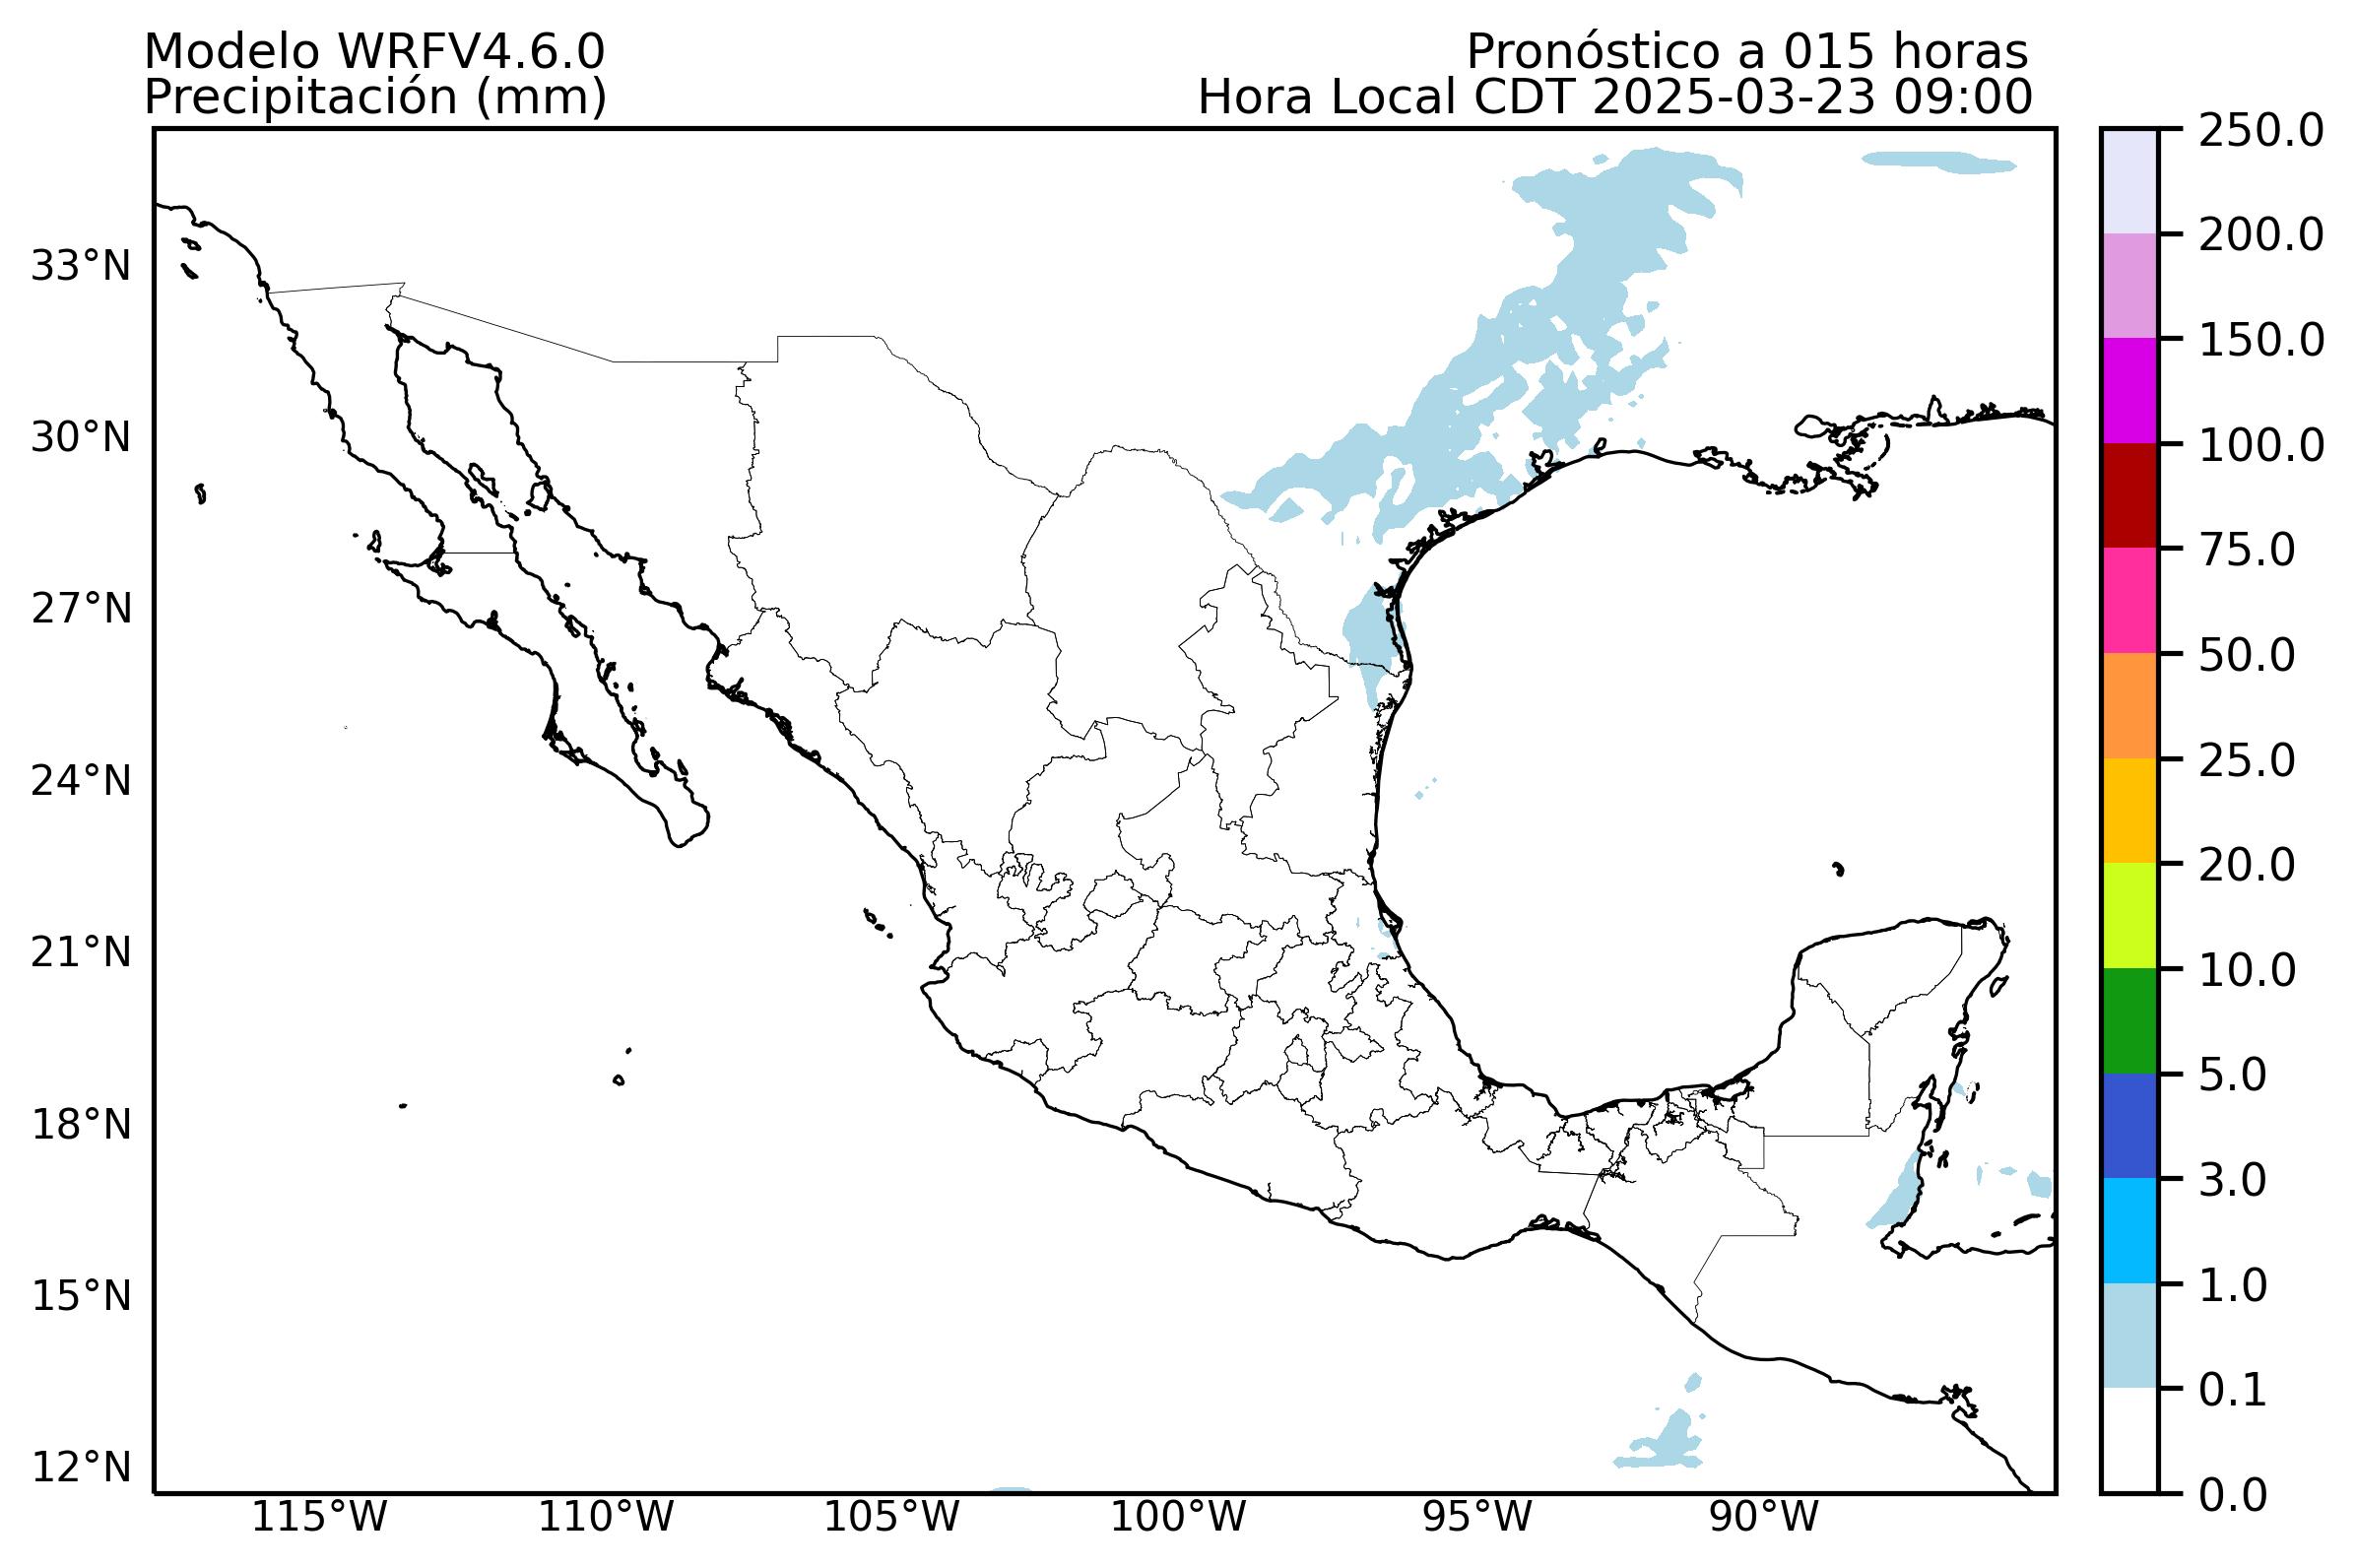 Modelo WRFV4.6.0
Precipitación (mm)
Pronóstico a 015 horas
Hora Local CDT 2025-03-23 09:00
33°N
30°N
27°N
24°N
21°N
18°N
15°N
12°N
115°W
110°W
105°W
100°W
95°W
90°W
250.0
200.0
150.0
100.0
75.0
50.0
25.0
20.0
10.0
5.0
3.0
1.0
0.1
0.0